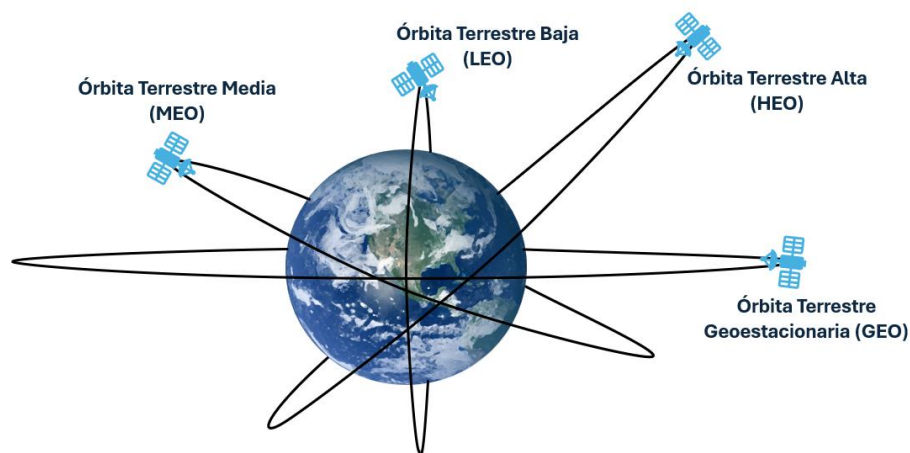 Órbita Terrestre Baja
(LEO)
Órbita Terrestre Alta
(HEO)
Órbita Terrestre Media
(MEO)
Órbita Terrestre
Geoestacionaria (GEO)